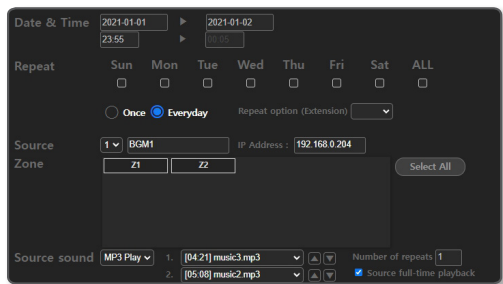 Date & Time 2021-01-01 ▶ 2021-01-02
23:55 ▶ 00:05
Repeat Sun Mon Tue Wed Thu Fri Sat ALL
Once Everyday Repeat option (Extension)
Source 1 BGM1 IP Address : 192.168.0.204
Zone Z1 Z2 Select All
Source sound MP3 Play 1. [04:21] music3.mp3 ▲ ▼ Number of repeats 1
2. [05:08] music2.mp3 ▲ ▼ Source full-time playback